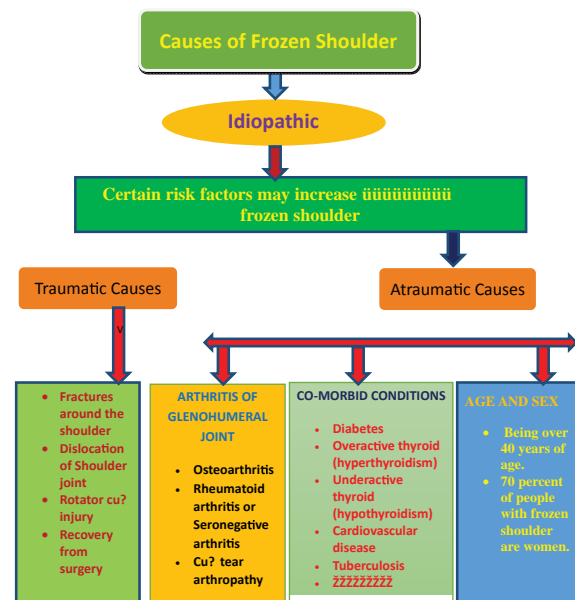 Causes of Frozen Shoulder
Idiopathic
Certain risk factors may increase üüüüüüüüü
frozen shoulder
Traumatic Causes
Atraumatic Causes
v
• Fractures
around the
shoulder
• Dislocation
of Shoulder
joint
• Rotator cu?
injury
• Recovery
from
surgery
ARTHRITIS OF
GLENOHUMERAL
JOINT
• Osteoarthritis
• Rheumatoid
arthritis or
Seronegative
arthritis
• Cu? tear
arthropathy
CO-MORBID CONDITIONS
• Diabetes
• Overactive thyroid
(hyperthyroidism)
• Underactive
thyroid
(hypothyroidism)
• Cardiovascular
disease
• Tuberculosis
• ŽŽŽŽŽŽŽŽŽ
AGE AND SEX
• Being over
40 years of
age.
• 70 percent
of people
with frozen
shoulder
are women.